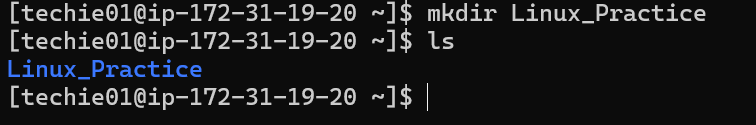 [techie01@ip-172-31-19-20 ~]$ mkdir Linux_Practice
[techie01@ip-172-31-19-20 ~]$ ls
Linux_Practice
[techie01@ip-172-31-19-20 ~]$